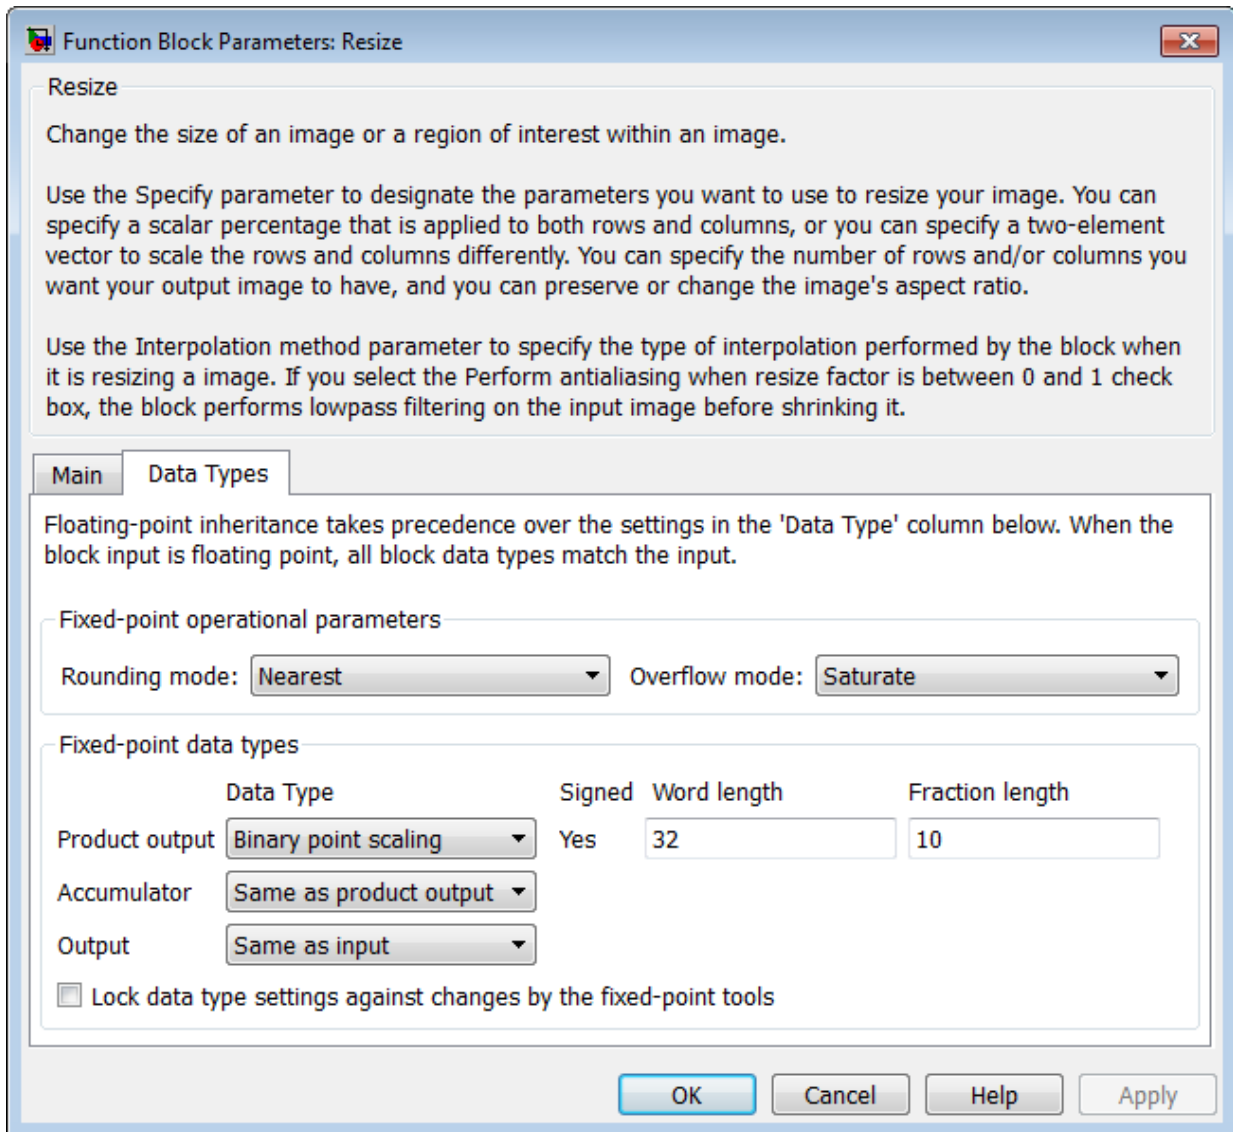 Function Block Parameters: Resize
Resize
Change the size of an image or a region of interest within an image.
Use the Specify parameter to designate the parameters you want to use to resize your image. You can
specify a scalar percentage that is applied to both rows and columns, or you can specify a two-element
vector to scale the rows and columns differently. You can specify the number of rows and/or columns you
want your output image to have, and you can preserve or change the image's aspect ratio.
Use the Interpolation method parameter to specify the type of interpolation performed by the block when
it is resizing a image. If you select the Perform antialiasing when resize factor is between 0 and 1 check
box, the block performs lowpass filtering on the input image before shrinking it.
Main Data Types
Floating-point inheritance takes precedence over the settings in the 'Data Type' column below. When the
block input is floating point, all block data types match the input.
Fixed-point operational parameters
Rounding mode: Nearest Overflow mode: Saturate
Fixed-point data types
Data Type Signed Word length Fraction length
Product output Binary point scaling Yes 32 10
Accumulator Same as product output
Output Same as input
Lock data type settings against changes by the fixed-point tools
OK Cancel Help Apply